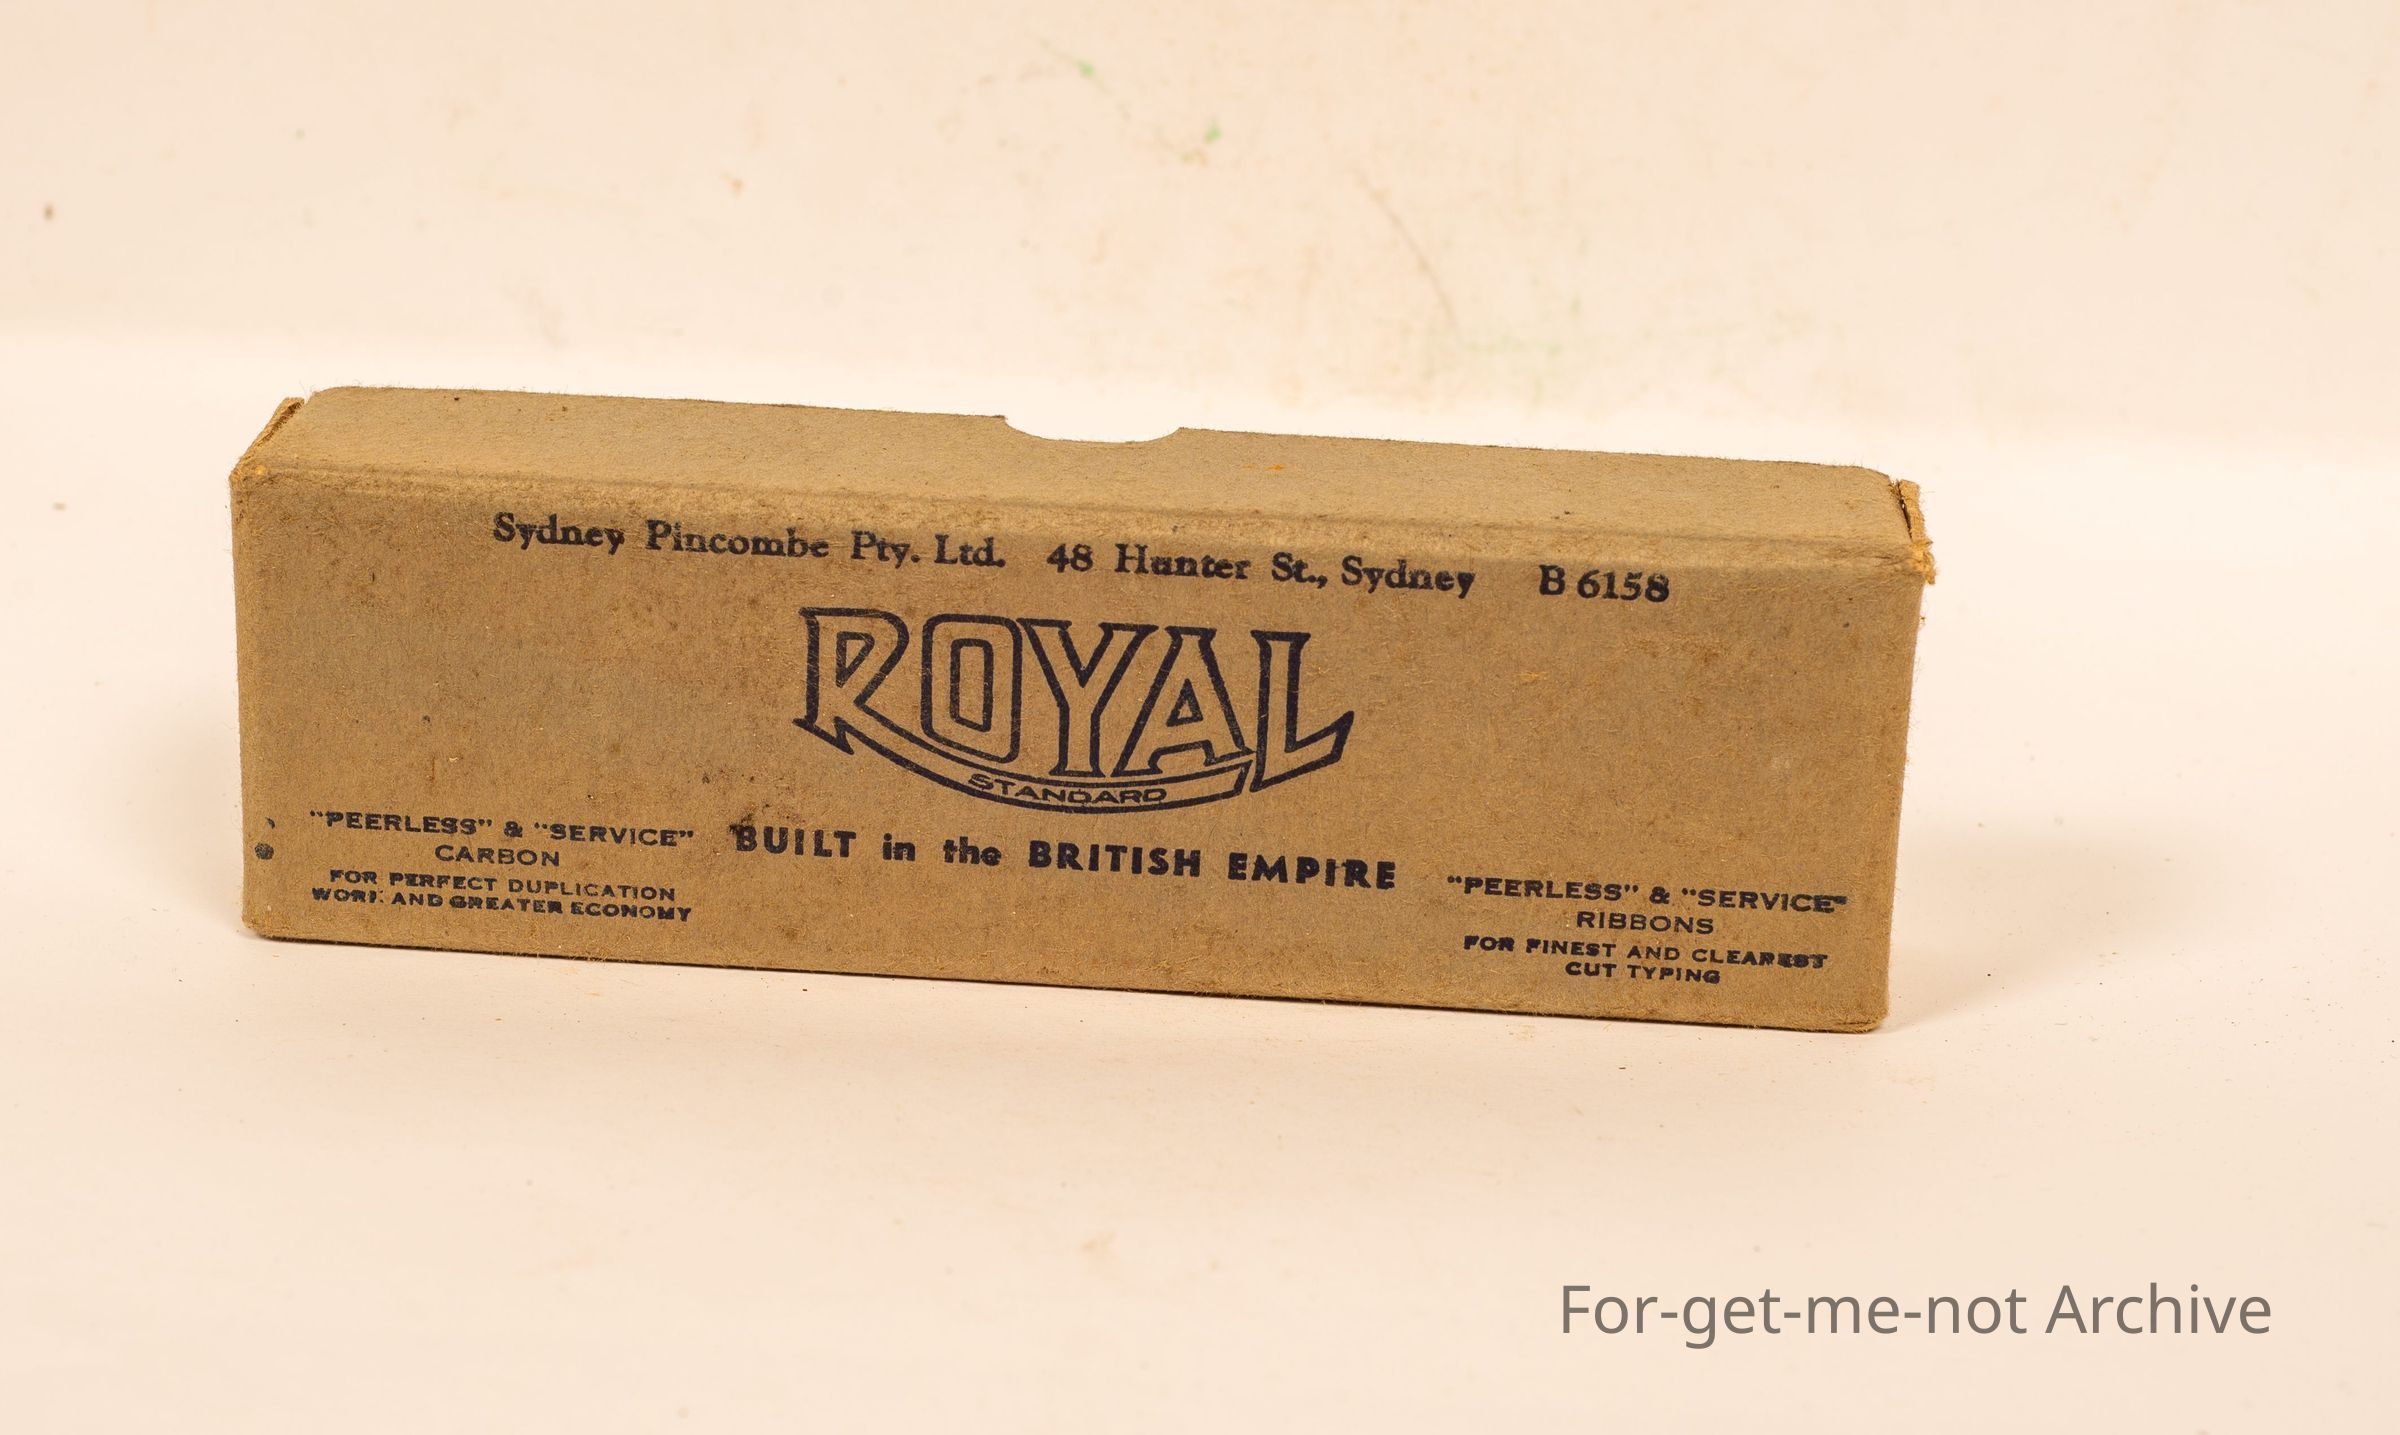 Sydney Pincombe Pty. Ltd. 48 Hunter St., Sydney B 6158
ROYAL
STANDARD
"PEERLESS" & "SERVICE"
CARBON
FOR PERFECT DUPLICATION
WORK AND GREATER ECONOMY
BUILT in the BRITISH EMPIRE
"PEERLESS" & "SERVICE"
RIBBONS
FOR FINEST AND CLEAREST
CUT TYPING
For-get-me-not Archive